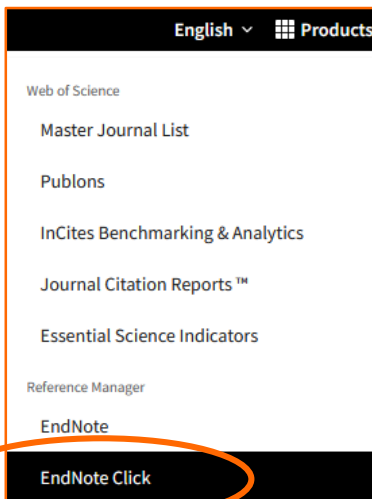 English Products
Web of Science
Master Journal List
Publons
InCites Benchmarking & Analytics
Journal Citation Reports ™
Essential Science Indicators
Reference Manager
EndNote
EndNote Click